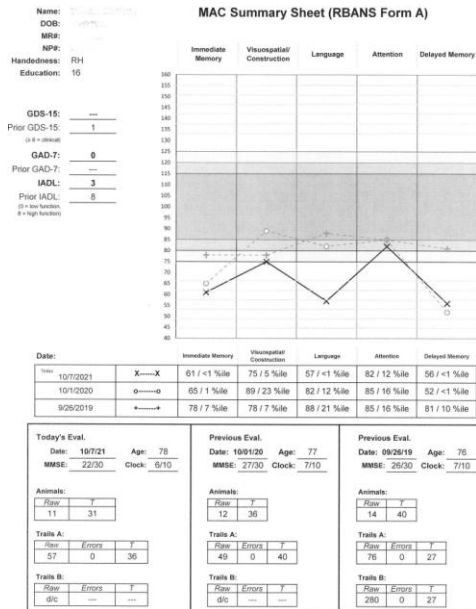 MAC Summary Sheet (RBANS Form A)
Name:
DOB:
MR#:
NP#:
Handedness: RH
Education: 16
GDS-15: ---
Prior GDS-15: 1
GAD-7: 0
Prior GAD-7: ---
IADL: 3
Prior IADL: 8
(0 = low function,
8 = high function)
Immediate Memory
Visuospatial/ Construction
Language
Attention
Delayed Memory
160
155
150
145
140
135
130
125
120
115
110
105
100
95
90
85
80
75
70
65
60
55
50
45
40
Date: Immediate Memory Visuospatial/ Construction Language Attention Delayed Memory
Today 10/7/2021 X------X 61 / <1 %ile 75 / 5 %ile 57 / <1 %ile 82 / 12 %ile 56 / <1 %ile
10/1/2020 o-------o 65 / 1 %ile 89 / 23 %ile 82 / 12 %ile 85 / 16 %ile 52 / <1 %ile
9/26/2019 +-------+ 78 / 7 %ile 78 / 7 %ile 88 / 21 %ile 85 / 16 %ile 81 / 10 %ile
Today's Eval.
Date: 10/7/21 Age: 78
MMSE: 22/30 Clock: 6/10
Animals:
Raw T
11 31
Trails A:
Raw Errors T
57 0 36
Trails B:
Raw Errors T
d/c --- ---
Previous Eval.
Date: 10/01/20 Age: 77
MMSE: 27/30 Clock: 7/10
Animals:
Raw T
12 36
Trails A:
Raw Errors T
49 0 40
Trails B:
Raw Errors T
d/c --- ---
Previous Eval.
Date: 09/26/19 Age: 76
MMSE: 26/30 Clock: 7/10
Animals:
Raw T
14 40
Trails A:
Raw Errors T
76 0 27
Trails B:
Raw Errors T
280 0 27